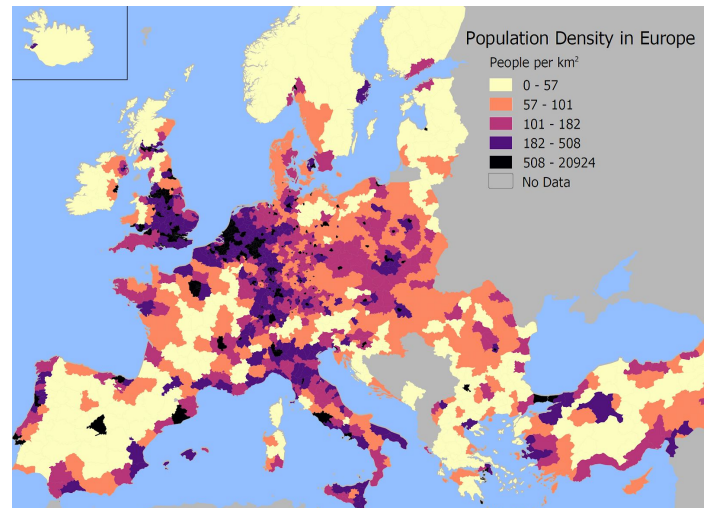 Population Density in Europe
People per km²
0 - 57
57 - 101
101 - 182
182 - 508
508 - 20924
No Data